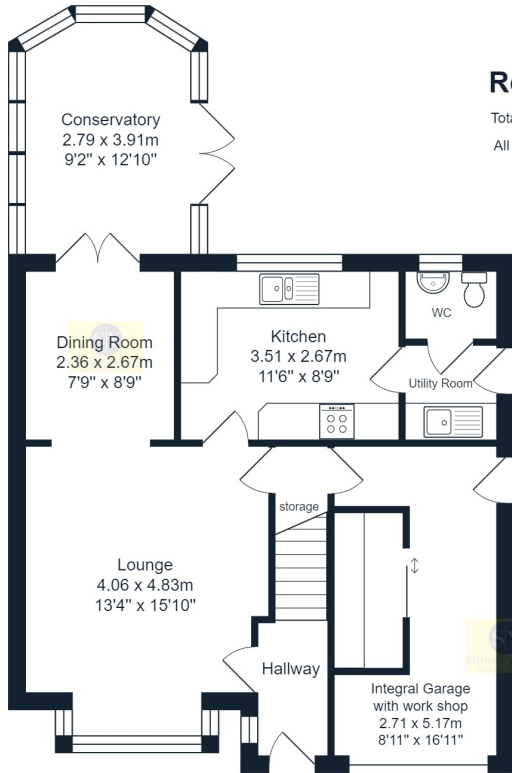 Conservatory
2.79 x 3.91m
9'2" x 12'10"
Tota
All
Dining Room
2.36 x 2.67m
7'9" x 8'9"
Kitchen
3.51 x 2.67m
11'6" x 8'9"
WC
Utility Room
storage
Lounge
4.06 x 4.83m
13'4" x 15'10"
Hallway
Integral Garage
with work shop
2.71 x 5.17m
8'11" x 16'11"